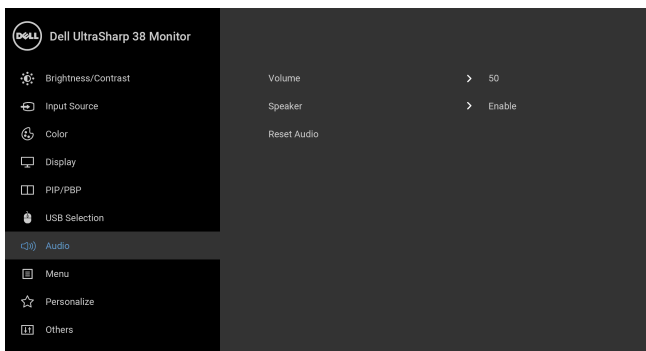 DELL Dell UltraSharp 38 Monitor
Brightness/Contrast
Input Source
Color
Display
PIP/PBP
USB Selection
Audio
Menu
Personalize
Others
Volume > 50
Speaker > Enable
Reset Audio